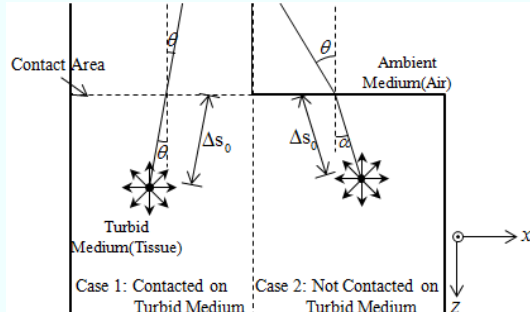 θ
θ
Contact Area
Ambient
Medium(Air)
Δs₀
Δs₀
θ
α
Turbid
Medium(Tissue)
x
Case 1: Contacted on
Turbid Medium
Case 2: Not Contacted on
Turbid Medium
z